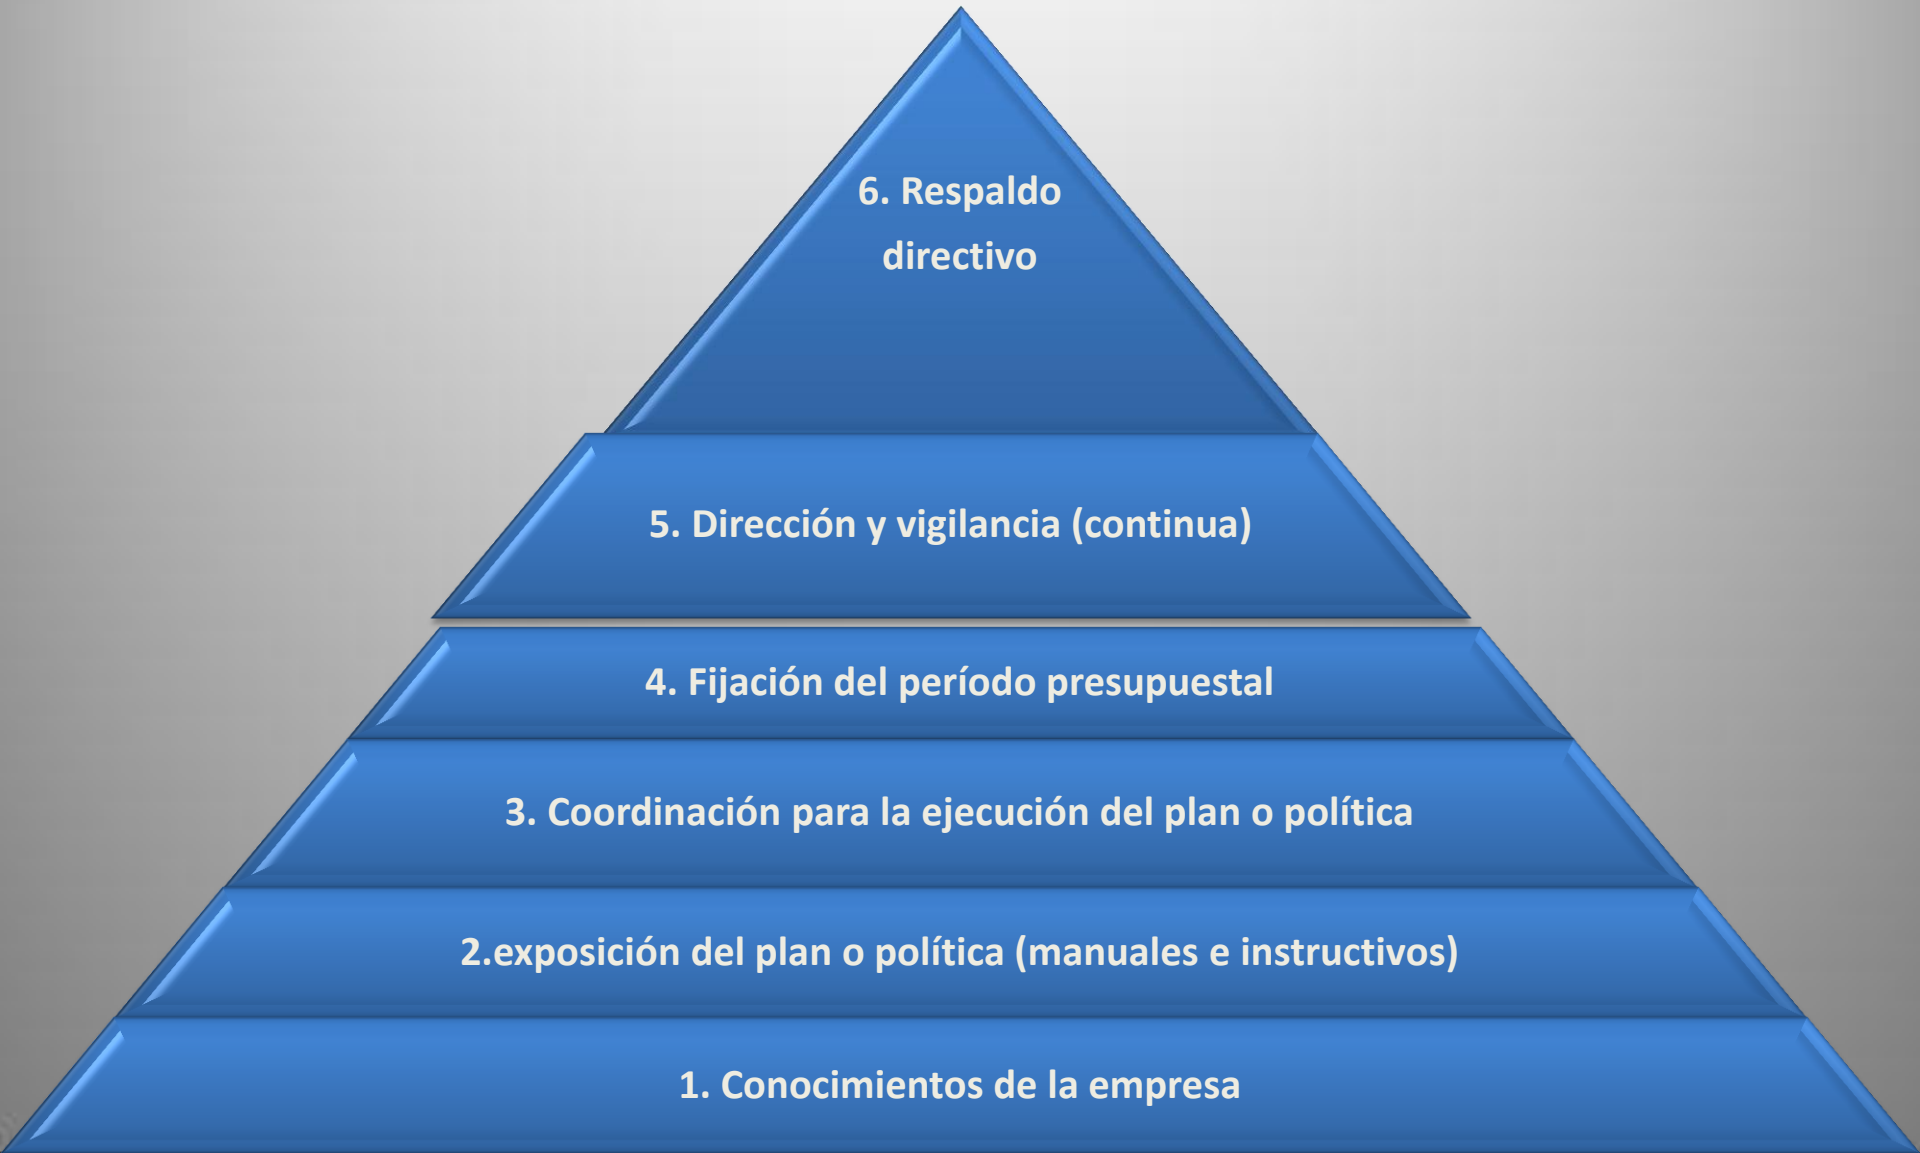 6. Respaldo
directivo
5. Dirección y vigilancia (continua)
4. Fijación del período presupuestal
3. Coordinación para la ejecución del plan o política
2.exposición del plan o política (manuales e instructivos)
1. Conocimientos de la empresa